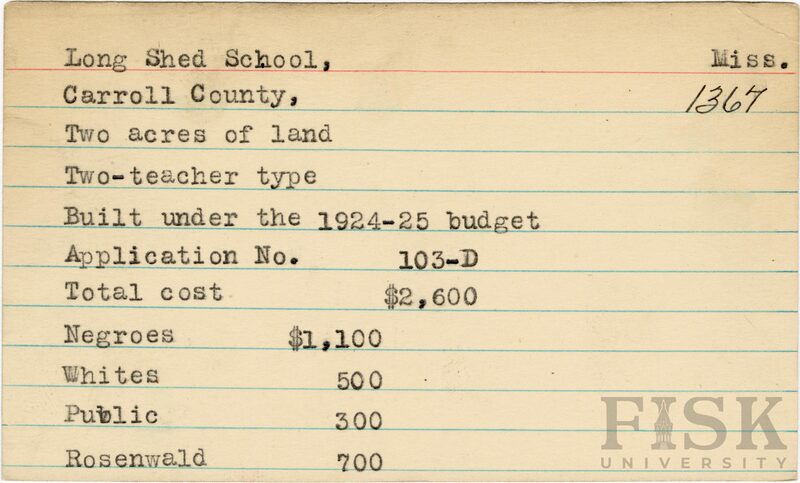 Long Shed School, Miss.
Carroll County, 1367
Two acres of land
Two-teacher type
Built under the 1924-25 budget
Application No. 103-D
Total cost $2,600
Negroes $1,100
Whites 500
Public 300
Rosenwald 700
FISK
UNIVERSITY